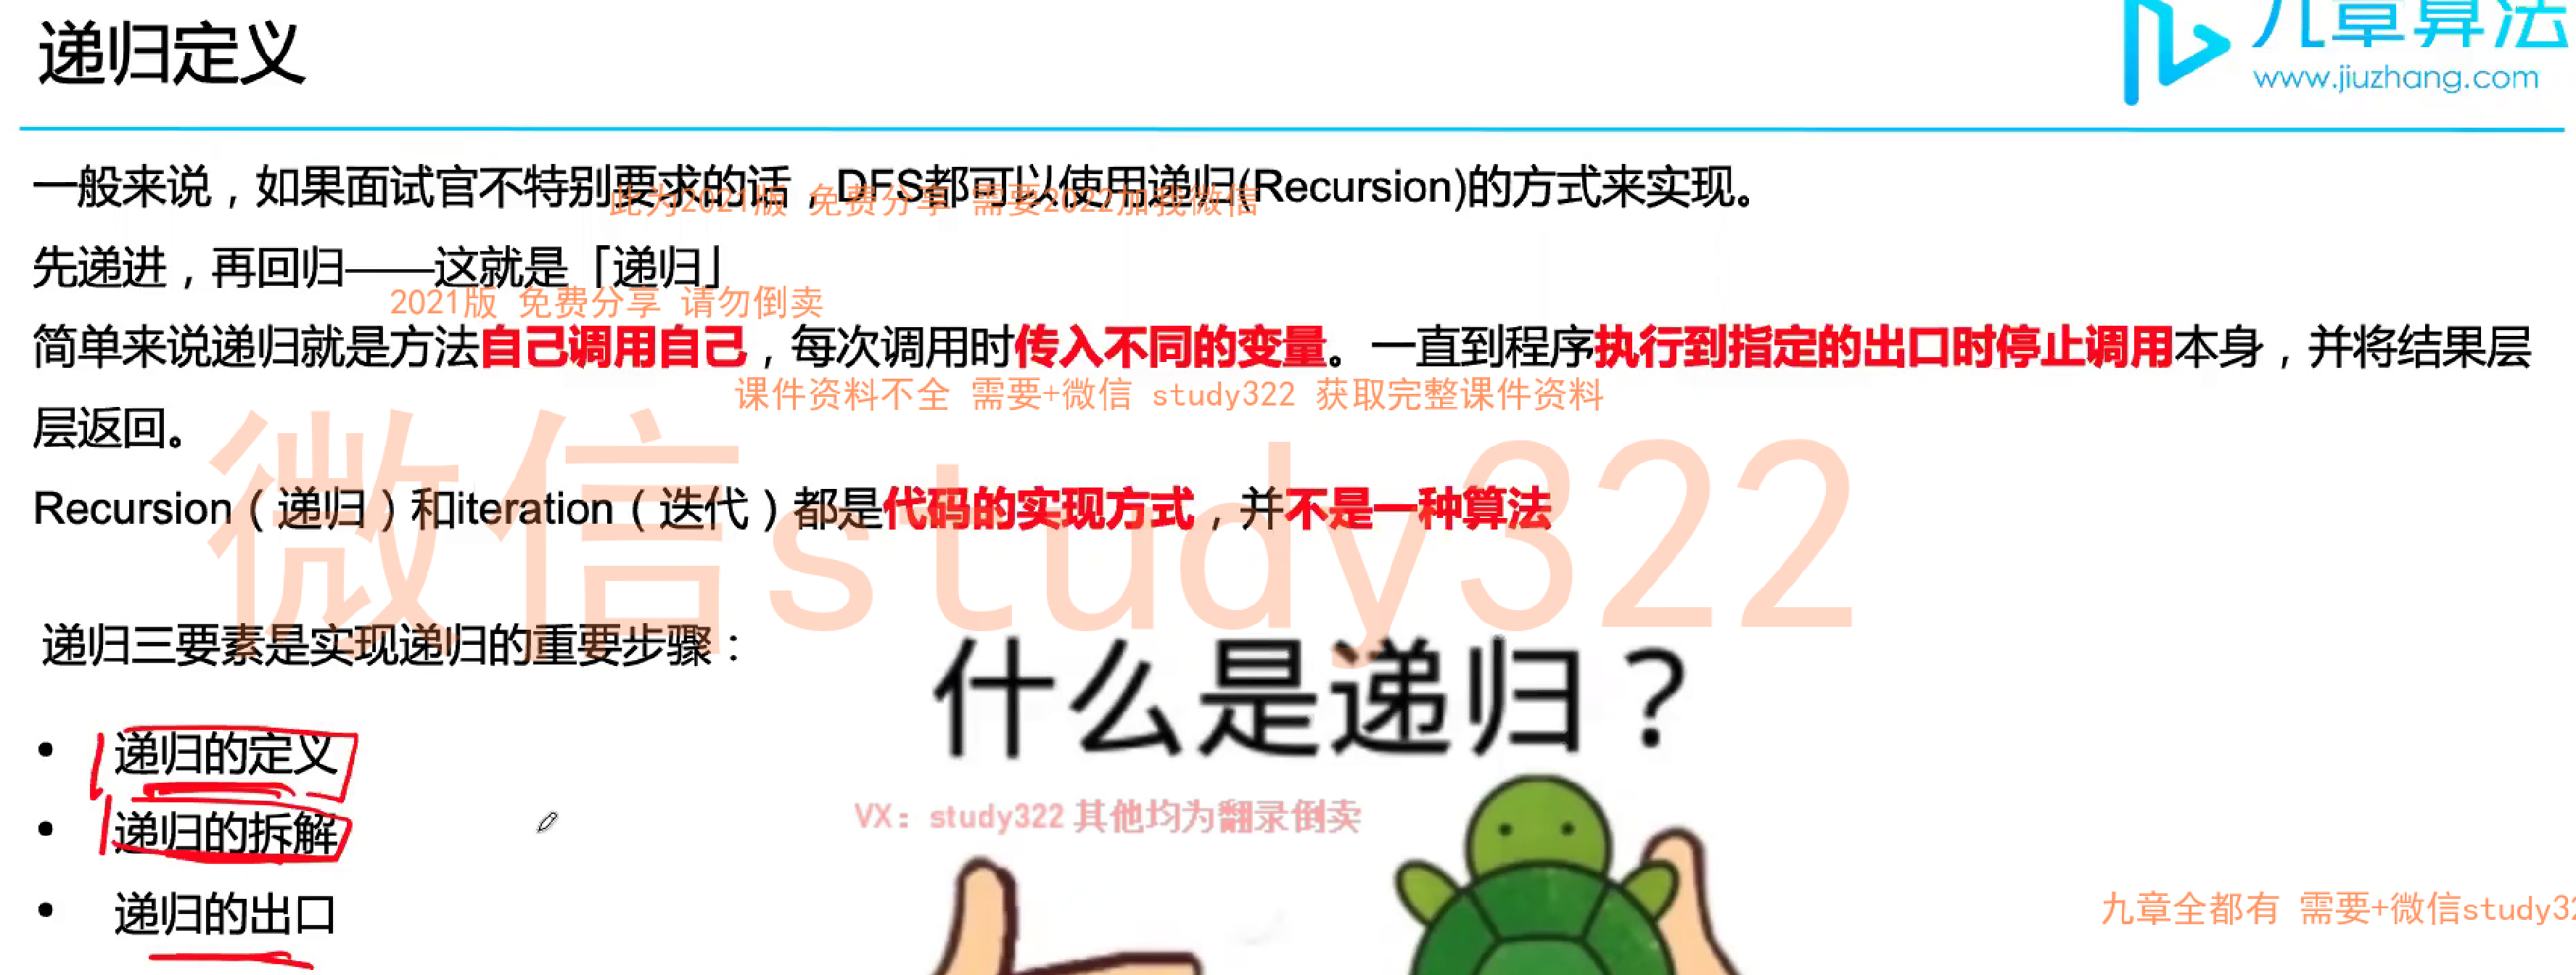 递归定义
九章算法
www.jiuzhang.com
一般来说，如果面试官不特别要求的话，DFS都可以使用递归(Recursion)的方式来实现。
此为2021版 免费分享 需要2022加我微信
先递进，再回归——这就是「递归」
2021版 免费分享 请勿倒卖
简单来说递归就是方法自己调用自己，每次调用时传入不同的变量。一直到程序执行到指定的出口时停止调用本身，并将结果层
课件资料不全 需要+微信 study322 获取完整课件资料
层返回。
Recursion（递归）和iteration（迭代）都是代码的实现方式，并不是一种算法
微信study322
递归三要素是实现递归的重要步骤：
什么是递归？
• 递归的定义
VX：study322 其他均为翻录倒卖
• 递归的拆解
• 递归的出口
九章全都有 需要+微信study32